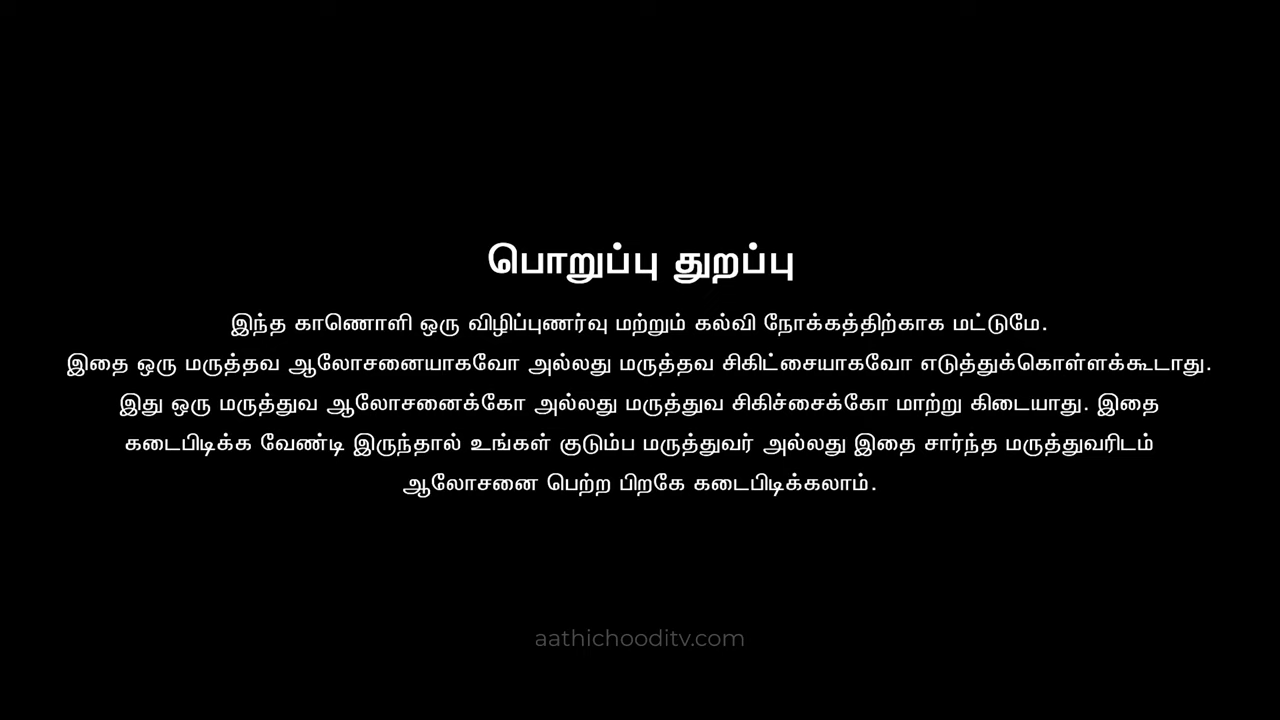 பொறுப்பு துறப்பு
இந்த காணொளி ஒரு விழிப்புணர்வு மற்றும் கல்வி நோக்கத்திற்காக மட்டுமே.
இதை ஒரு மருத்தவ ஆலோசனையாகவோ அல்லது மருத்தவ சிகிட்சையாகவோ எடுத்துக்கொள்ளக்கூடாது.
இது ஒரு மருத்துவ ஆலோசனைக்கோ அல்லது மருத்துவ சிகிச்சைக்கோ மாற்று கிடையாது. இதை
கடைபிடிக்க வேண்டி இருந்தால் உங்கள் குடும்ப மருத்துவர் அல்லது இதை சார்ந்த மருத்துவரிடம்
ஆலோசனை பெற்ற பிறகே கடைபிடிக்கலாம்.
aathichooditv.com